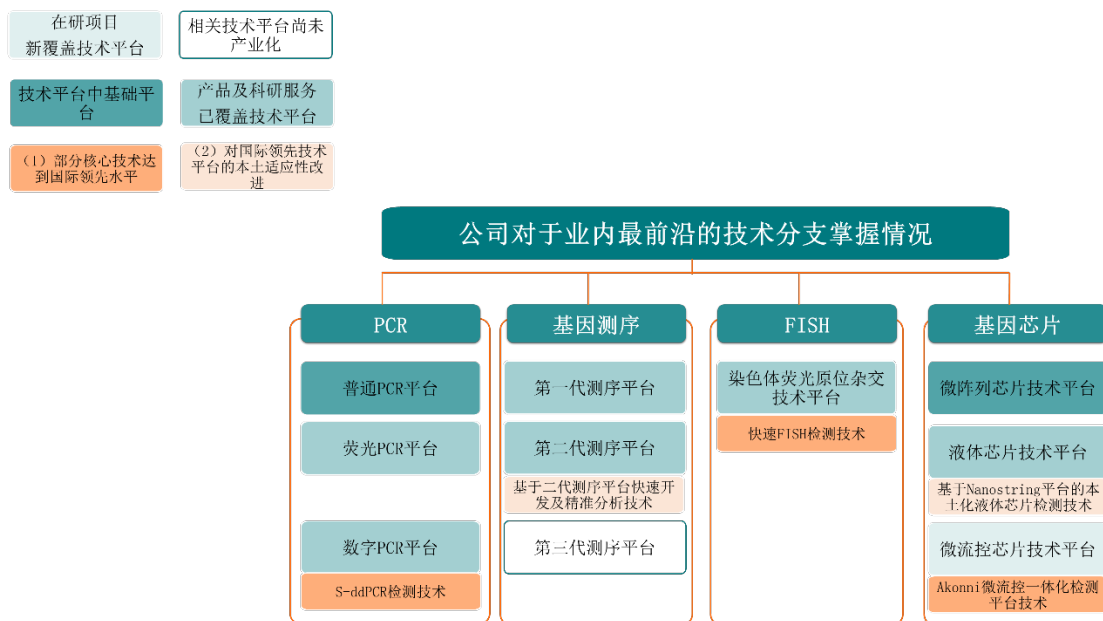 在研项目
新覆盖技术平台
相关技术平台尚未
产业化
技术平台中基础平
台
产品及科研服务
已覆盖技术平台
（1）部分核心技术达
到国际领先水平
（2）对国际领先技术
平台的本土适应性改
进
公司对于业内最前沿的技术分支掌握情况
PCR
普通PCR平台
荧光PCR平台
数字PCR平台
S-ddPCR检测技术
基因测序
第一代测序平台
第二代测序平台
基于二代测序平台快速开
发及精准分析技术
第三代测序平台
FISH
染色体荧光原位杂交
技术平台
快速FISH检测技术
基因芯片
微阵列芯片技术平台
液体芯片技术平台
基于Nanostring平台的本
土化液体芯片检测技术
微流控芯片技术平台
Akonni微流控一体化检测
平台技术